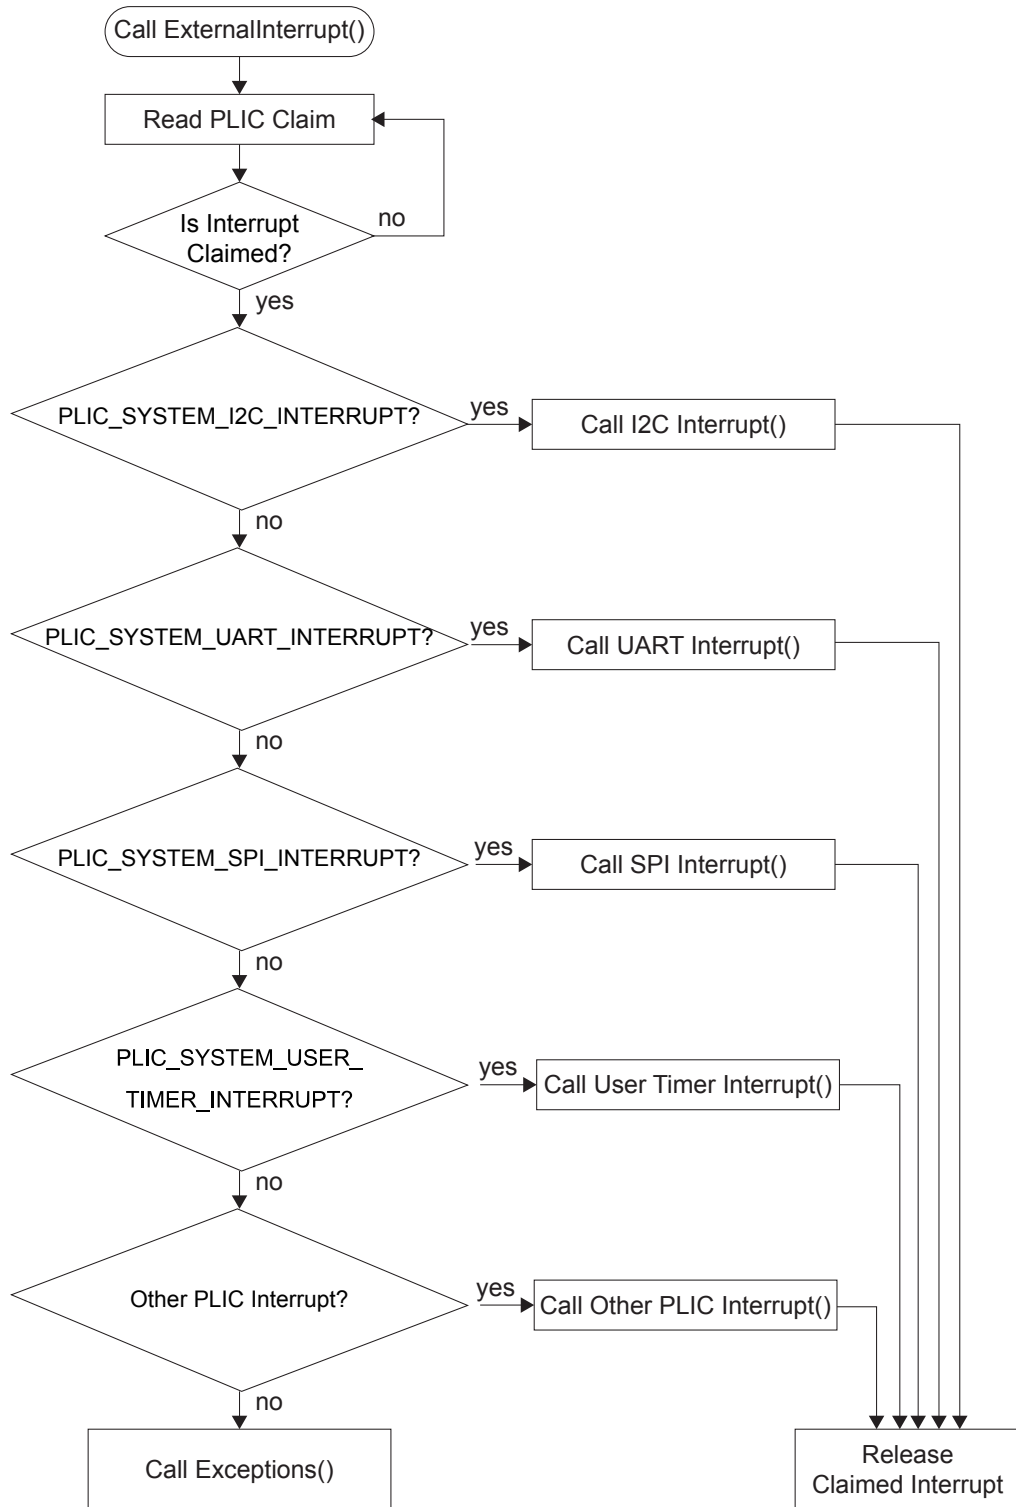 Call ExternalInterrupt()
Read PLIC Claim
Is Interrupt
Claimed?
no
yes
PLIC_SYSTEM_I2C_INTERRUPT?
yes
Call I2C Interrupt()
no
PLIC_SYSTEM_UART_INTERRUPT?
yes
Call UART Interrupt()
no
PLIC_SYSTEM_SPI_INTERRUPT?
yes
Call SPI Interrupt()
no
PLIC_SYSTEM_USER_
TIMER_INTERRUPT?
yes
Call User Timer Interrupt()
no
Other PLIC Interrupt?
yes
Call Other PLIC Interrupt()
no
Call Exceptions()
Release
Claimed Interrupt